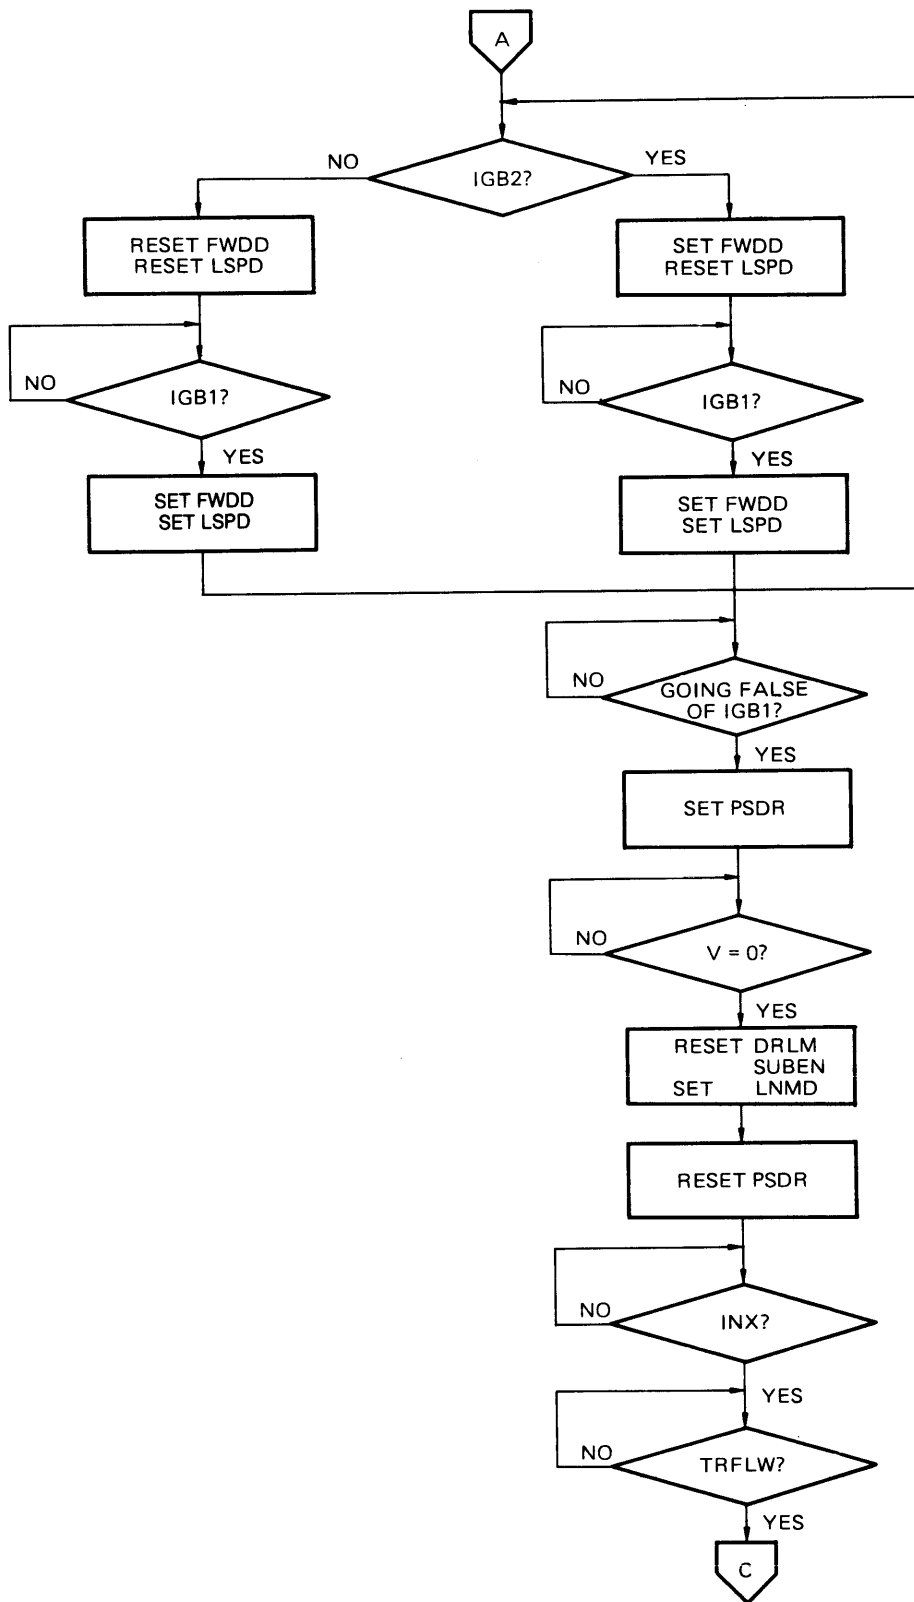 A
NO
YES
IGB2?
RESET FWDD
RESET LSPD
SET FWDD
RESET LSPD
NO
IGB1?
NO
IGB1?
YES
YES
SET FWDD
SET LSPD
SET FWDD
SET LSPD
NO
GOING FALSE
OF IGB1?
YES
SET PSDR
NO
V = 0?
YES
RESET DRLM
SUBEN
SET LNMD
RESET PSDR
NO
INX?
YES
NO
TRFLW?
YES
C